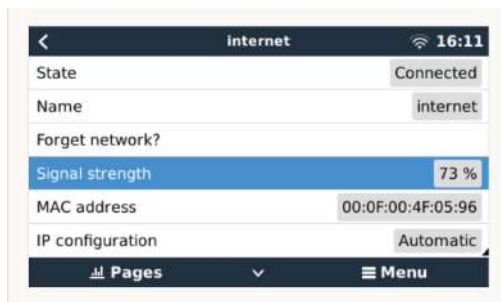 internet 16:11
State Connected
Name internet
Forget network?
Signal strength 73 %
MAC address 00:0F:00:4F:05:96
IP configuration Automatic
Pages Menu